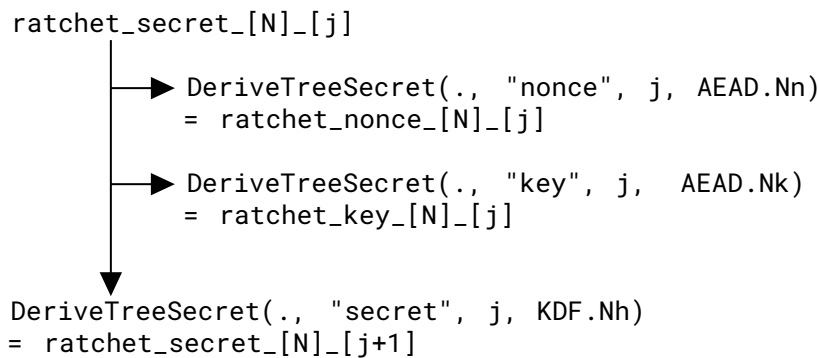 ratchet_secret_[N]_[j]
DeriveTreeSecret(., "nonce", j, AEAD.Nn)
= ratchet_nonce_[N]_[j]
DeriveTreeSecret(., "key", j, AEAD.Nk)
= ratchet_key_[N]_[j]
DeriveTreeSecret(., "secret", j, KDF.Nh)
= ratchet_secret_[N]_[j+1]